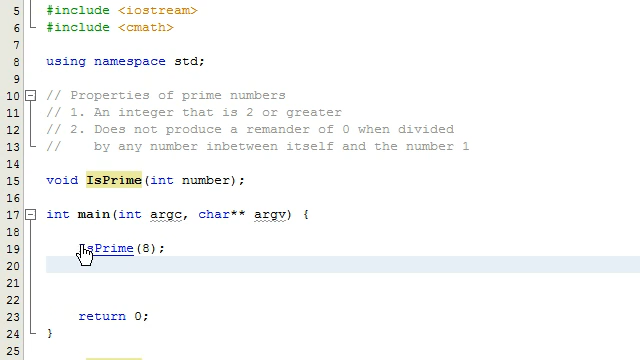 5 #include <iostream>
6 #include <cmath>
7
8 using namespace std;
9
10 // Properties of prime numbers
11 // 1. An integer that is 2 or greater
12 // 2. Does not produce a remander of 0 when divided
13 //    by any number inbetween itself and the number 1
14
15 void IsPrime(int number);
16
17 int main(int argc, char** argv) {
18
19     IsPrime(8);
20
21
22
23     return 0;
24 }
25